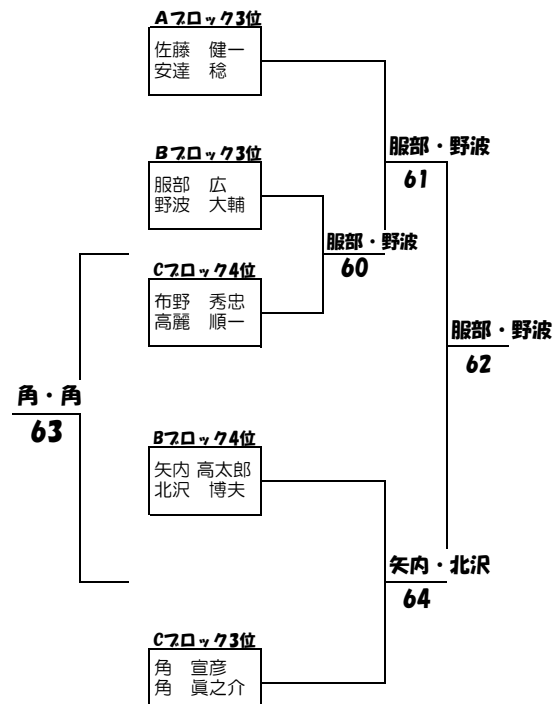 Aブロック3位
佐藤　健一
安達　稔
服部・野波
61
Bブロック3位
服部　広
野波　大輔
服部・野波
60
Cブロック4位
布野　秀忠
高麗　順一
服部・野波
62
角・角
63
Bブロック4位
矢内 高太郎
北沢　博夫
矢内・北沢
64
Cブロック3位
角　宣彦
角　眞之介